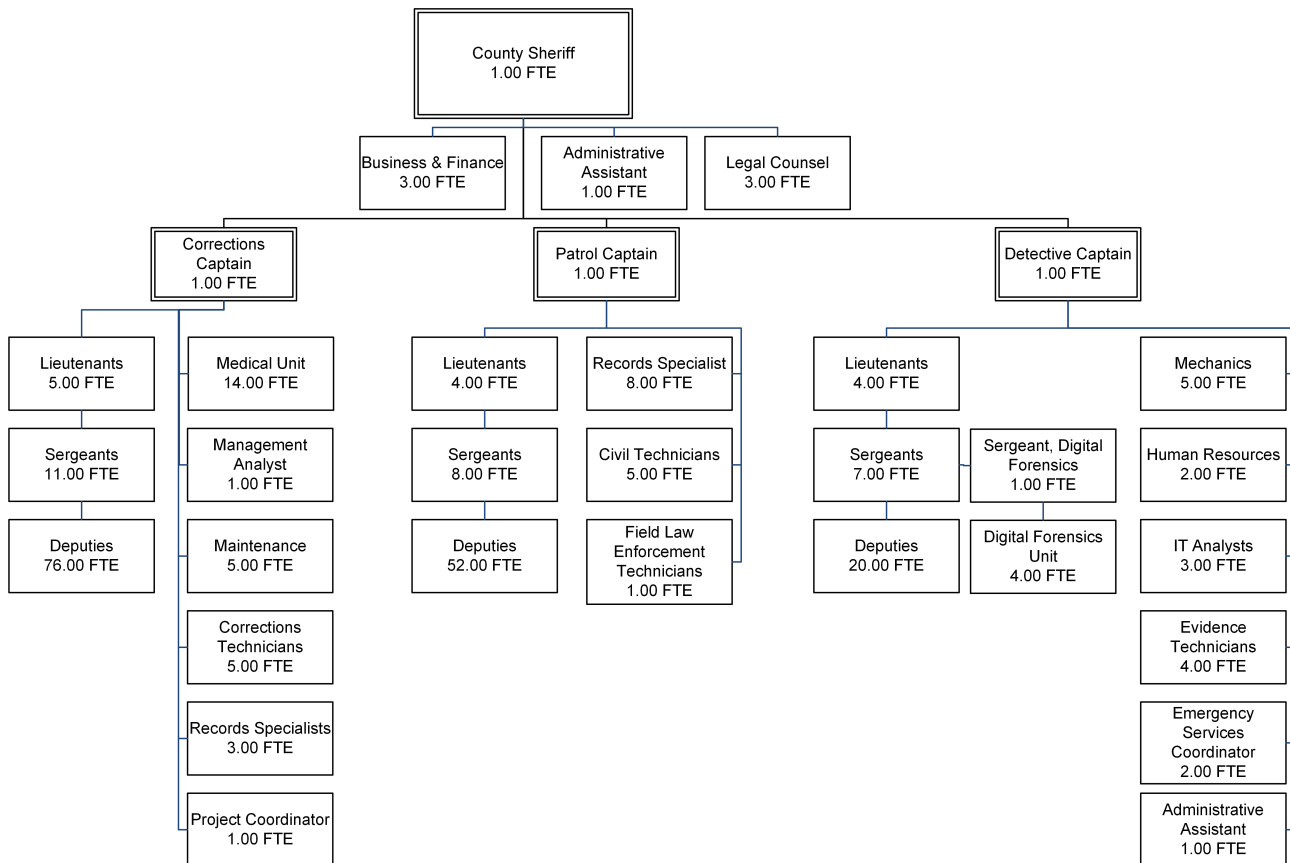 County Sheriff
1.00 FTE
Business & Finance
3.00 FTE
Administrative
Assistant
1.00 FTE
Legal Counsel
3.00 FTE
Corrections
Captain
1.00 FTE
Patrol Captain
1.00 FTE
Detective Captain
1.00 FTE
Lieutenants
5.00 FTE
Sergeants
11.00 FTE
Deputies
76.00 FTE
Medical Unit
14.00 FTE
Management
Analyst
1.00 FTE
Maintenance
5.00 FTE
Corrections
Technicians
5.00 FTE
Records Specialists
3.00 FTE
Project Coordinator
1.00 FTE
Lieutenants
4.00 FTE
Sergeants
8.00 FTE
Deputies
52.00 FTE
Records Specialist
8.00 FTE
Civil Technicians
5.00 FTE
Field Law
Enforcement
Technicians
1.00 FTE
Lieutenants
4.00 FTE
Sergeants
7.00 FTE
Deputies
20.00 FTE
Sergeant, Digital
Forensics
1.00 FTE
Digital Forensics
Unit
4.00 FTE
Mechanics
5.00 FTE
Human Resources
2.00 FTE
IT Analysts
3.00 FTE
Evidence
Technicians
4.00 FTE
Emergency
Services
Coordinator
2.00 FTE
Administrative
Assistant
1.00 FTE